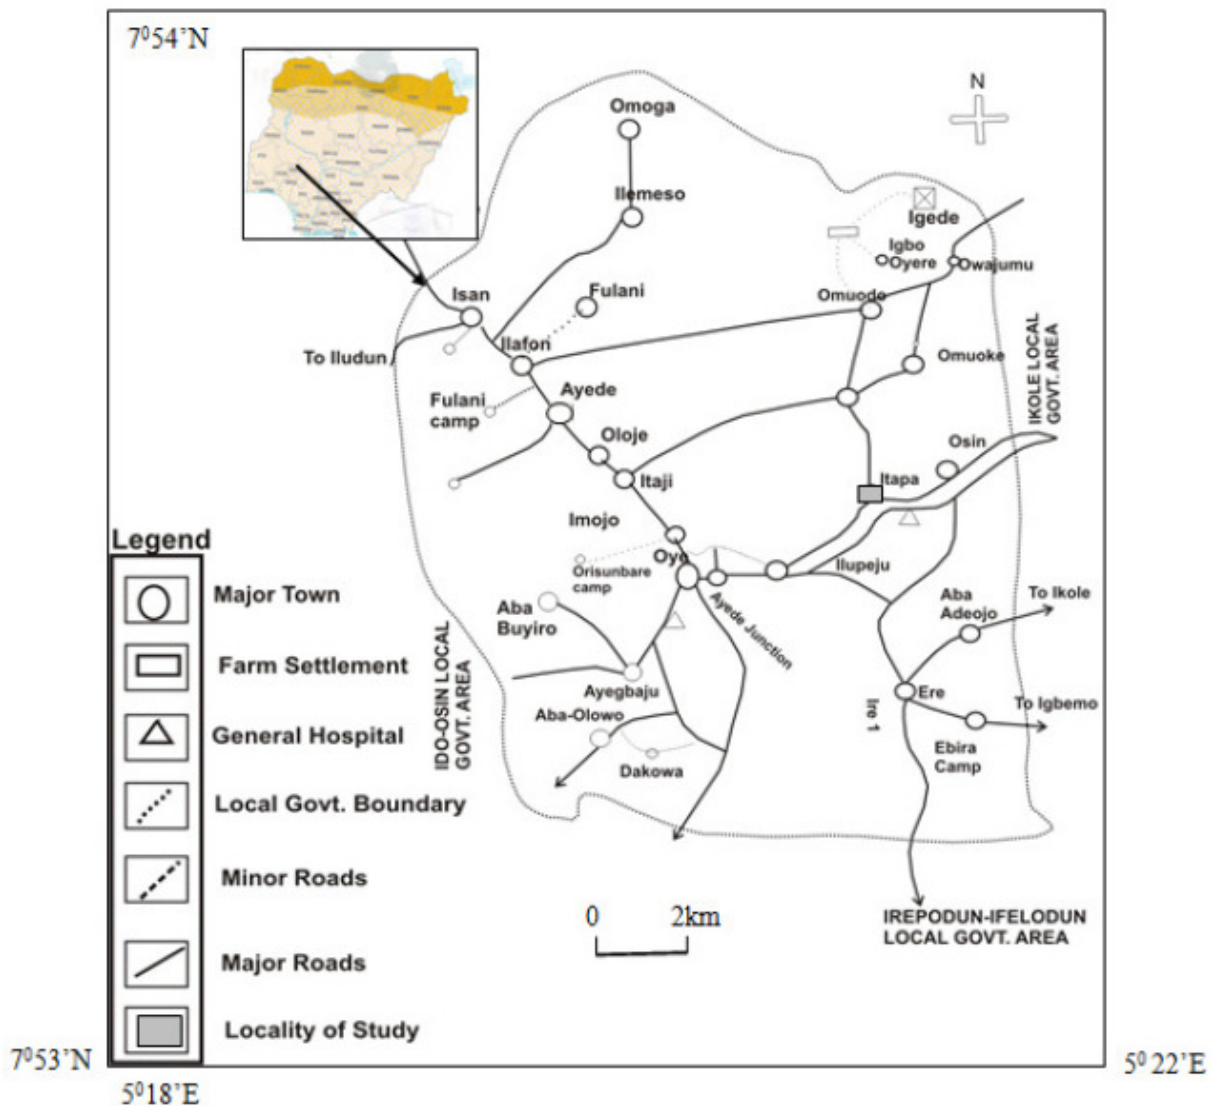 7⁰54’N
N
Omoga
Ilemeso
Igede
Igbo
Oyere
Owajumu
Fulani
Isan
Omuodo
Ilafon
To Iludun
Omuoke
IKOLE LOCAL
GOVT. AREA
Ayede
Fulani
camp
Oloje
Osin
Itaji
Itapa
Imojo
Oye
Orisunbare
camp
Ilupeju
Ayede Junction
Aba
Buyiro
Aba
Adeojo
To Ikole
Ayegbaju
Ere
To Igbemo
Ire 1
Aba-Olowo
Dakowa
Ebira
Camp
IDO-OSIN LOCAL
GOVT. AREA
IREPODUN-IFELODUN
LOCAL GOVT. AREA
0 2km
Legend
Major Town
Farm Settlement
General Hospital
Local Govt. Boundary
Minor Roads
Major Roads
Locality of Study
7⁰53’N
5⁰18’E
5⁰22’E